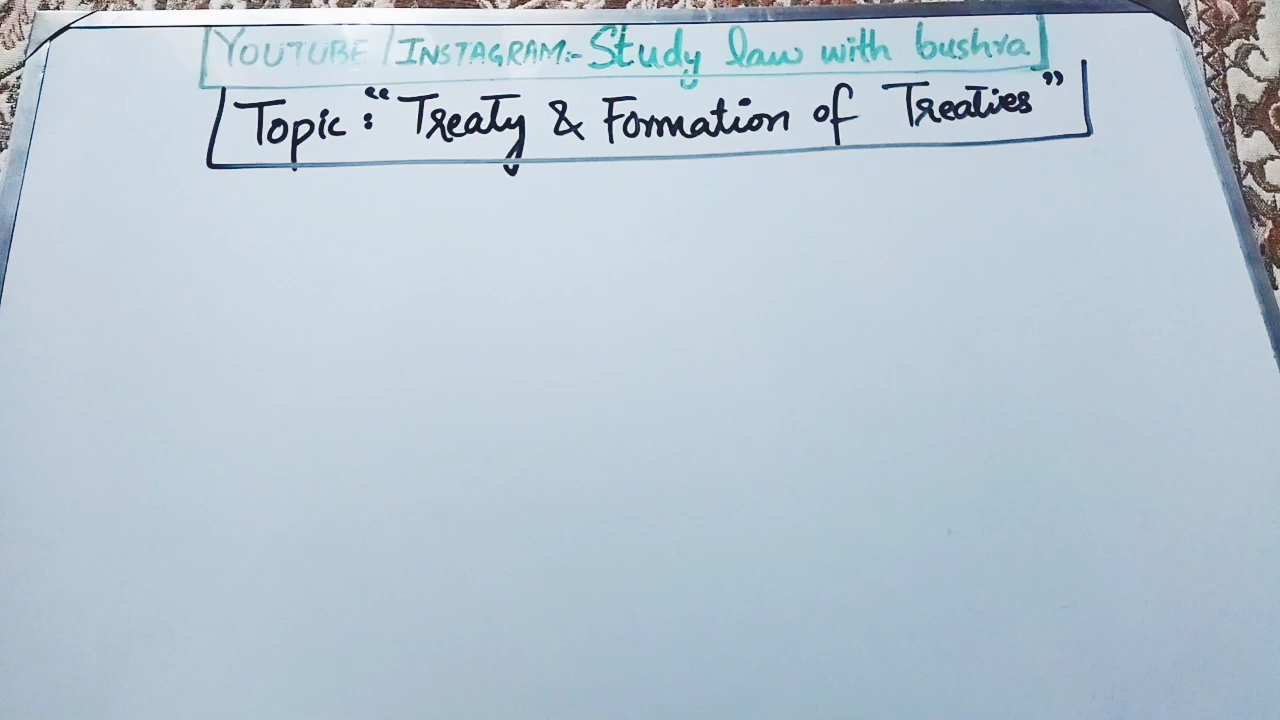 [YOUTUBE / INSTAGRAM:- Study law with bushra]
Topic: "Treaty & Formation of Treaties"